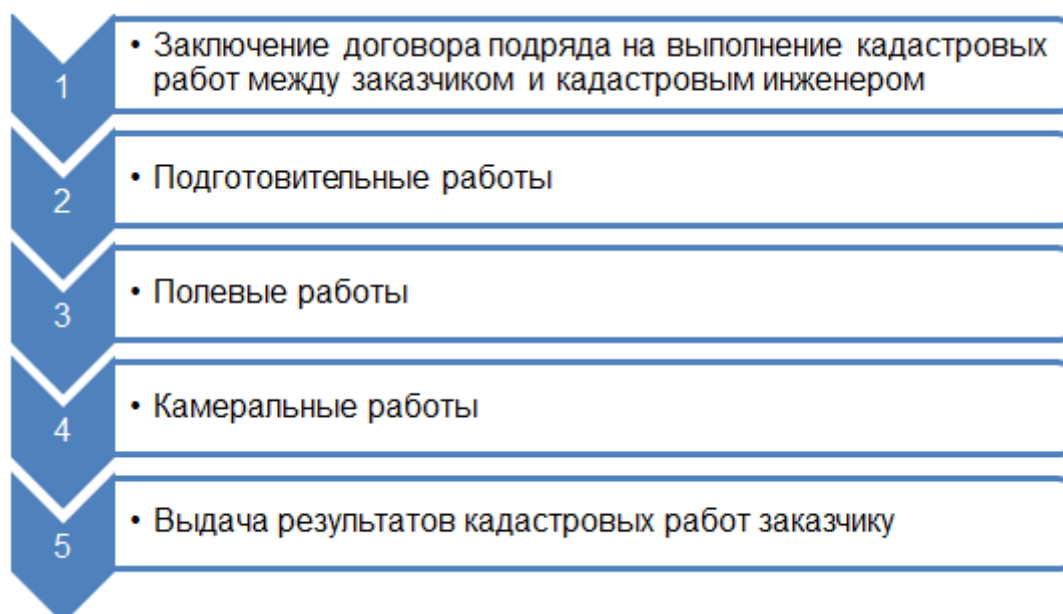 1
• Заключение договора подряда на выполнение кадастровых
работ между заказчиком и кадастровым инженером
2
• Подготовительные работы
3
• Полевые работы
4
• Камеральные работы
5
• Выдача результатов кадастровых работ заказчику